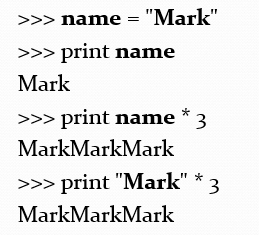 >>> name = "Mark"
>>> print name
Mark
>>> print name * 3
MarkMarkMark
>>> print "Mark" * 3
MarkMarkMark